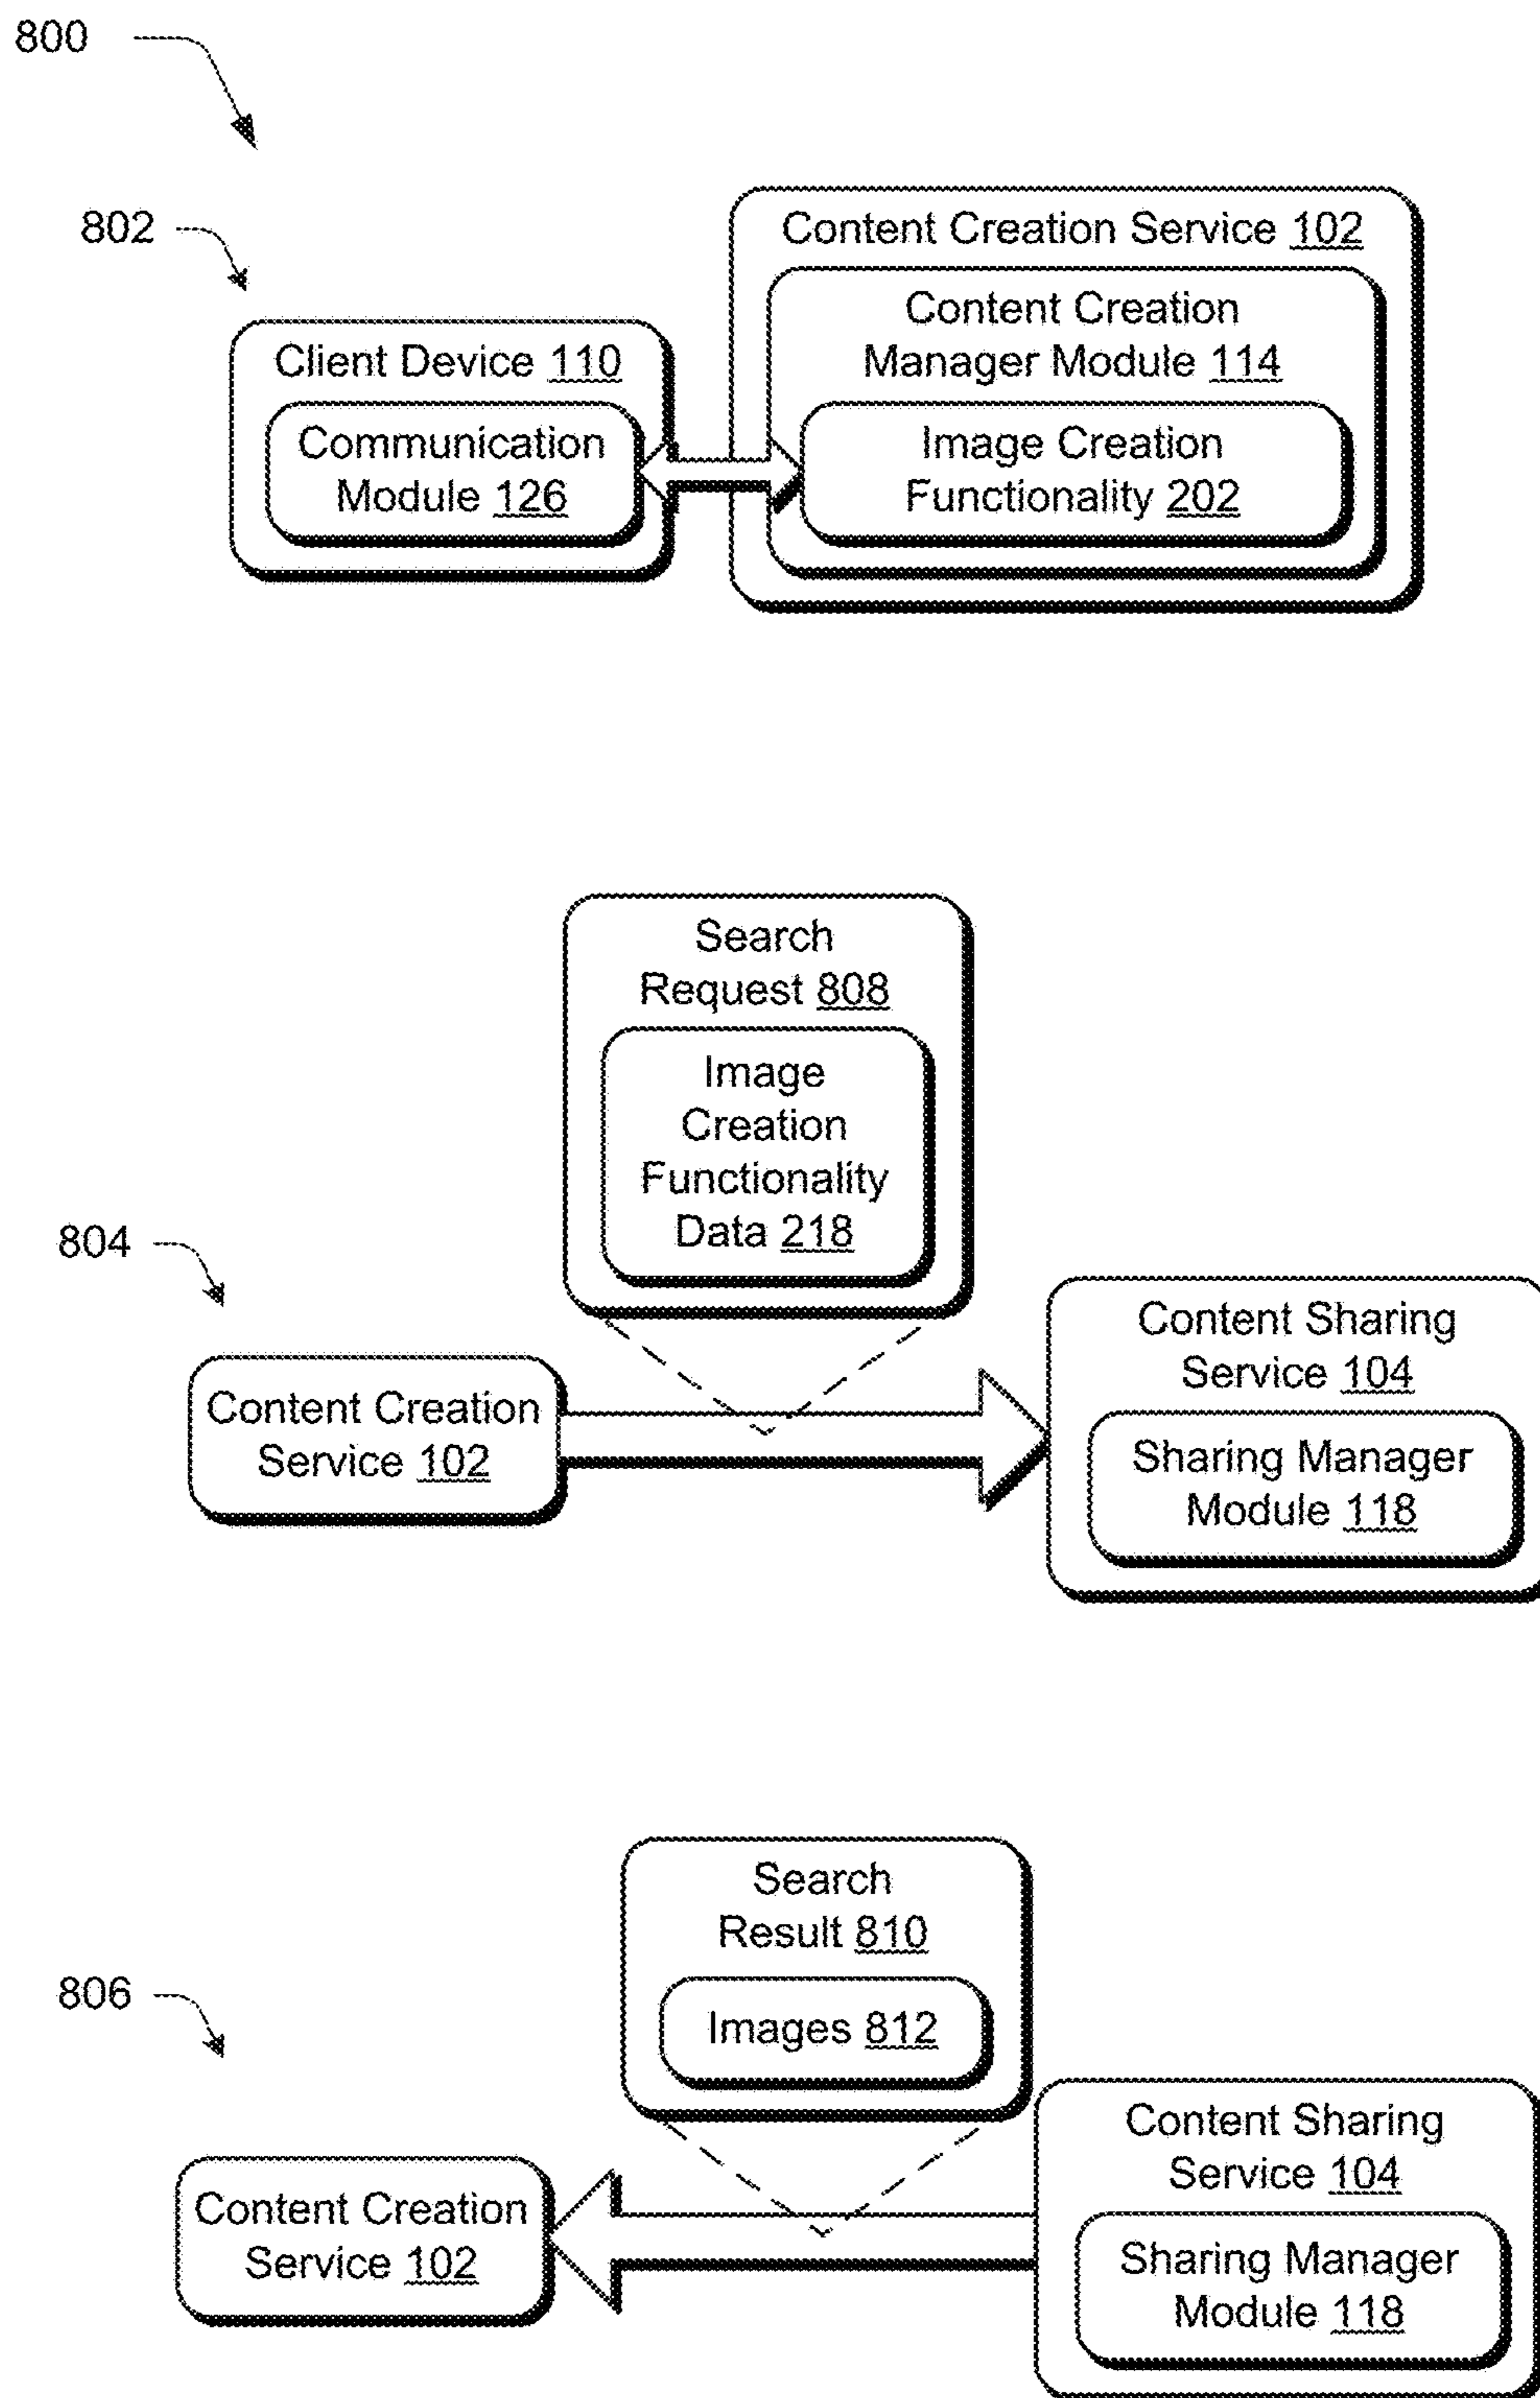 800
802
Content Creation Service 102
Content Creation
Manager Module 114
Client Device 110
Communication
Module 126
Image Creation
Functionality 202
Search
Request 808
Image
Creation
Functionality
Data 218
804
Content Sharing
Service 104
Content Creation
Service 102
Sharing Manager
Module 118
Search
Result 810
806
Images 812
Content Sharing
Service 104
Content Creation
Service 102
Sharing Manager
Module 118